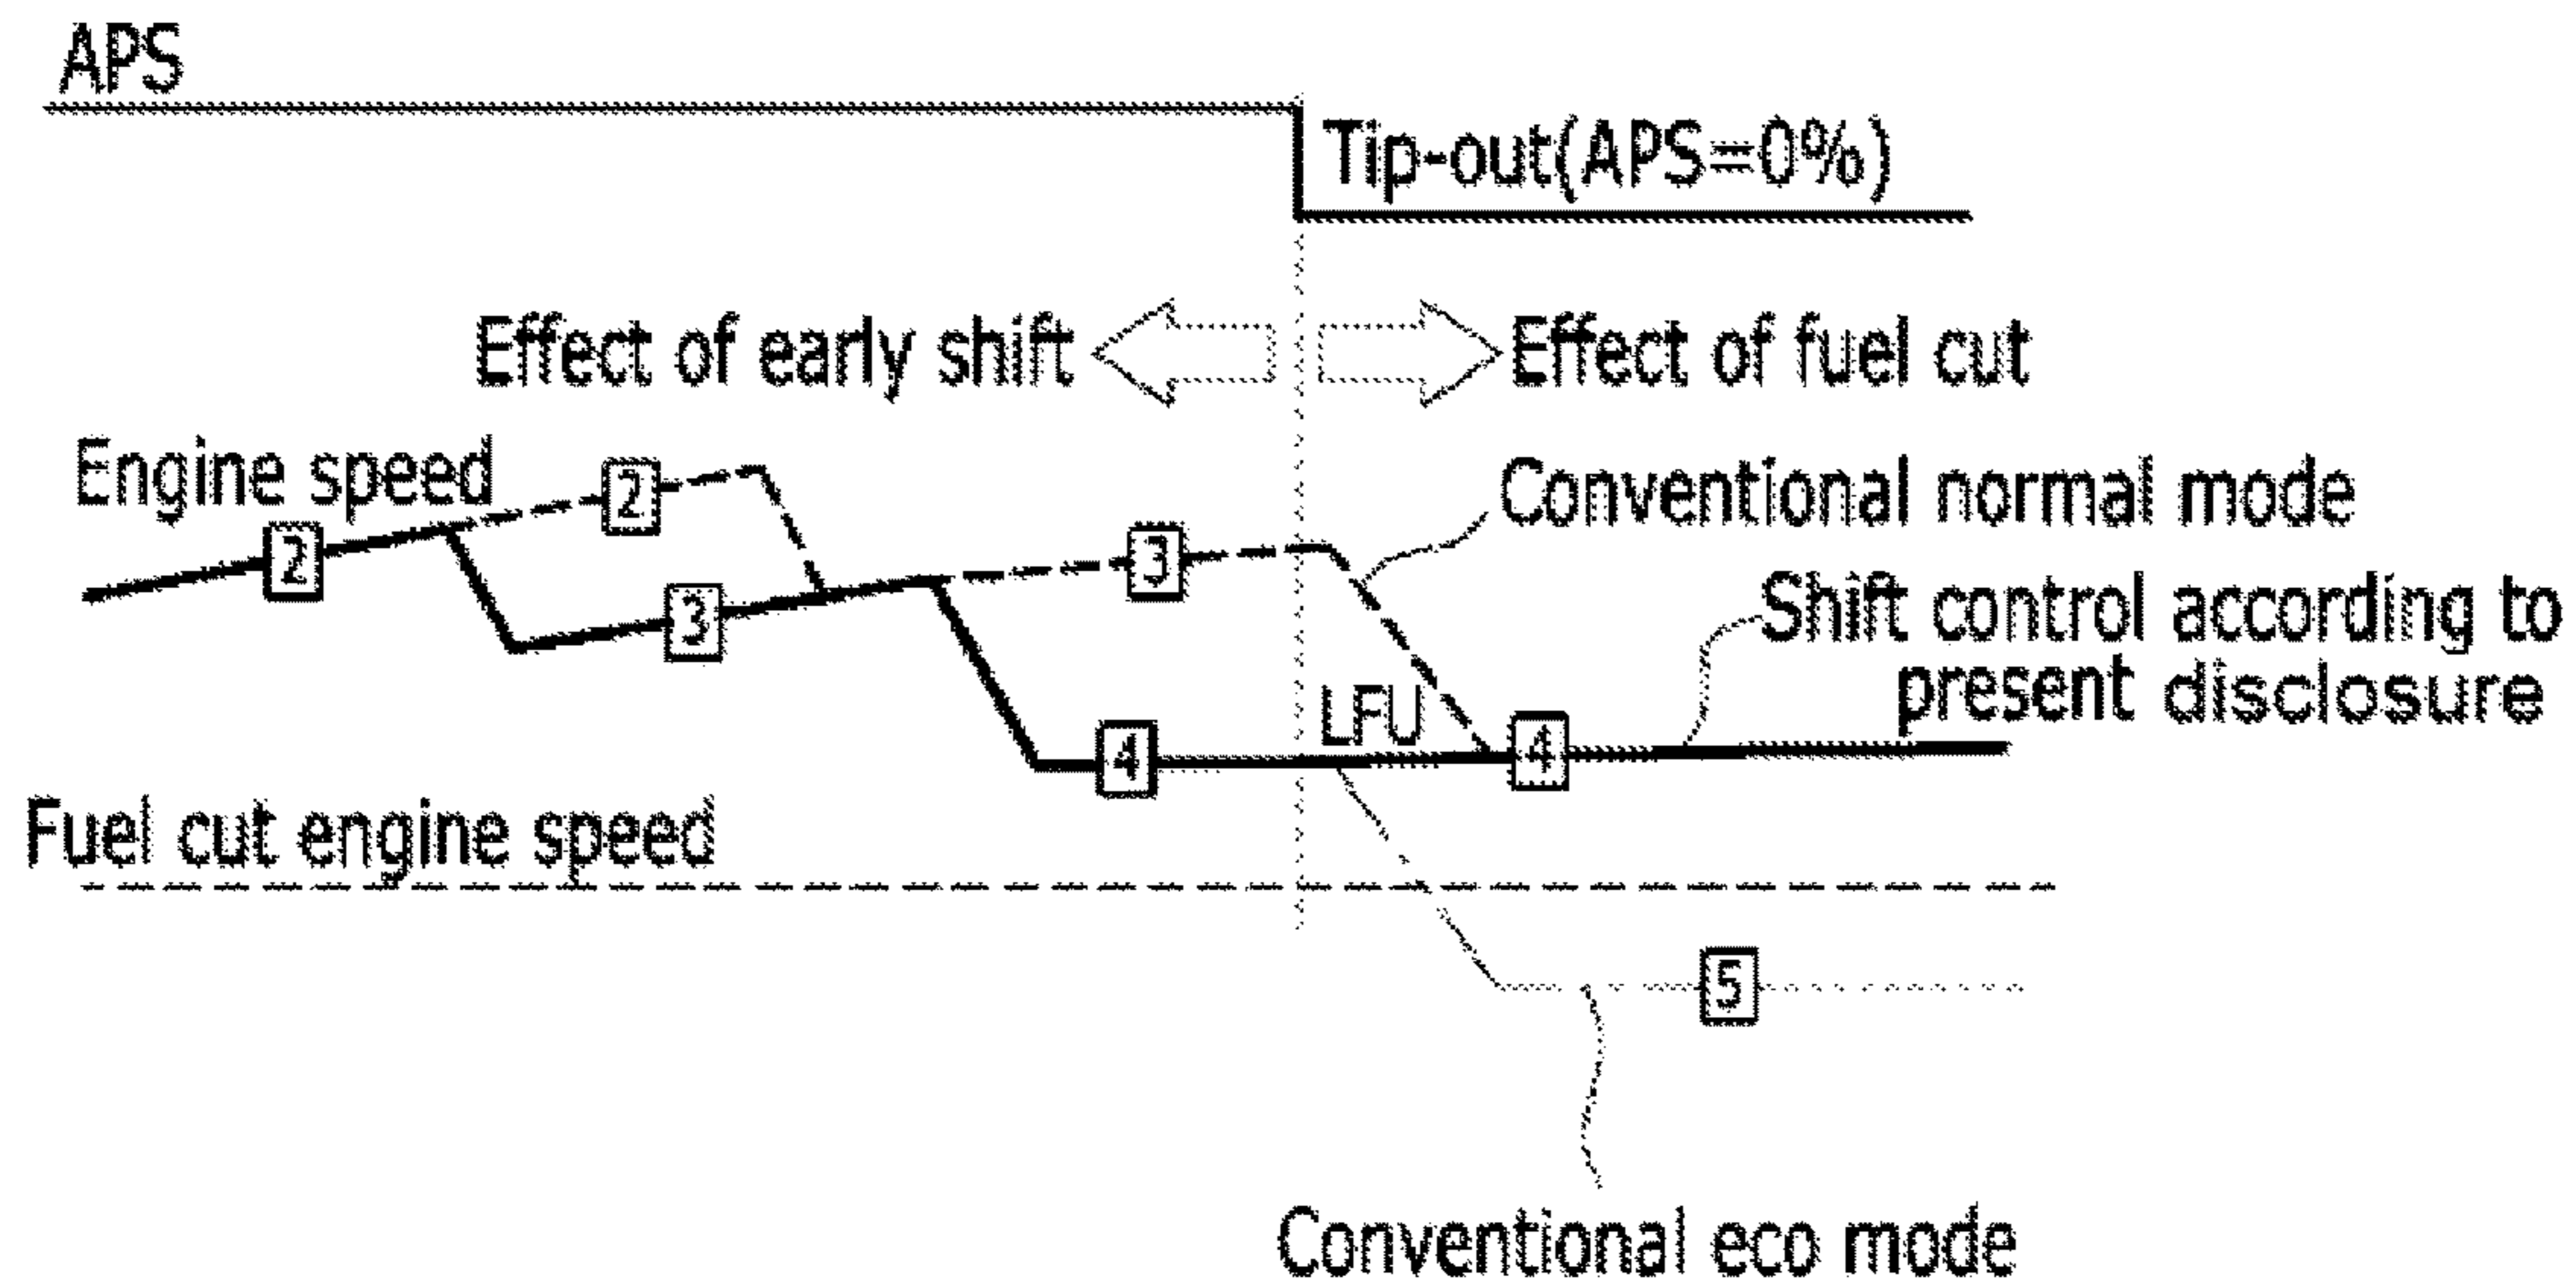 APS
Tip-out(APS=0%)
Effect of early shift
Effect of fuel cut
Engine speed
2
Conventional normal mode
2
3
3
Shift control according to
present disclosure
LFU
4
4
Fuel cut engine speed
5
Conventional eco mode